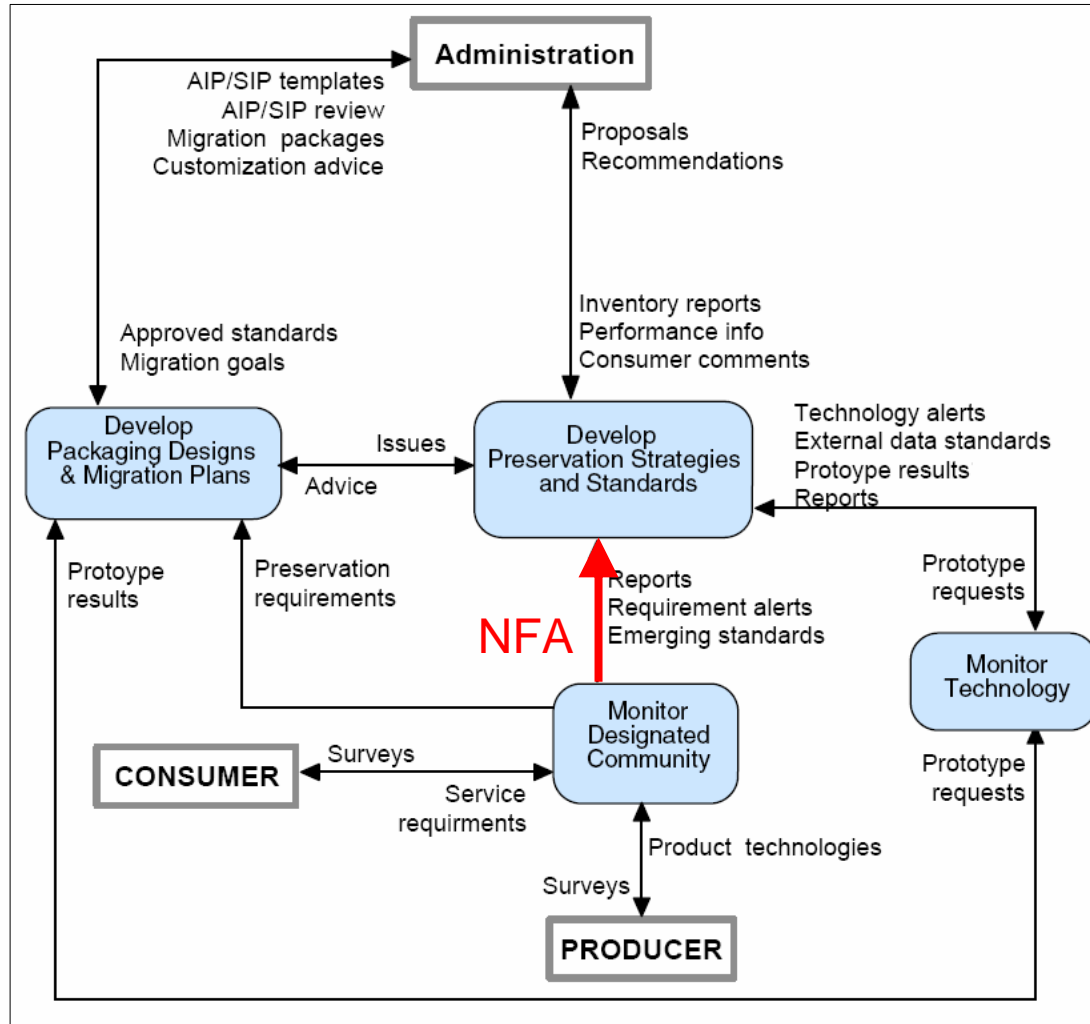 Administration
AIP/SIP templates
AIP/SIP review
Migration packages
Customization advice
Proposals
Recommendations
Inventory reports
Performance info
Consumer comments
Approved standards
Migration goals
Develop
Packaging Designs
& Migration Plans
Issues
Advice
Develop
Preservation Strategies
and Standards
Technology alerts
External data standards
Protoype results
Reports
Protoype
results
Preservation
requirements
NFA
Reports
Requirement alerts
Emerging standards
Prototype
requests
Monitor
Technology
Monitor
Designated
Community
CONSUMER
Surveys
Service
requirments
Prototype
requests
Product technologies
Surveys
PRODUCER